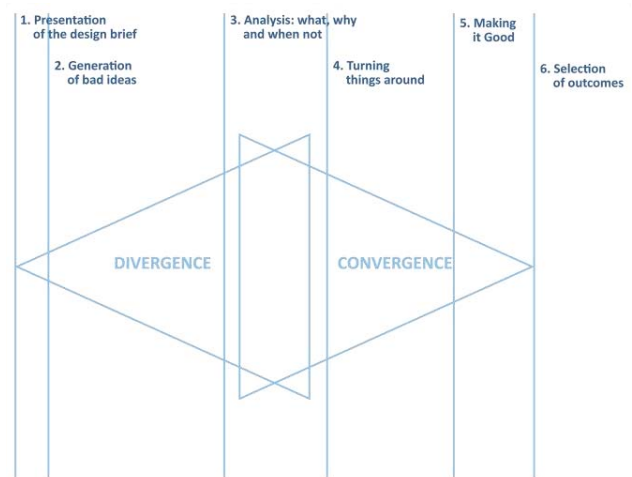 1. Presentation
of the design brief
2. Generation
of bad ideas
3. Analysis: what, why
and when not
4. Turning
things around
5. Making
it Good
6. Selection
of outcomes
DIVERGENCE
CONVERGENCE